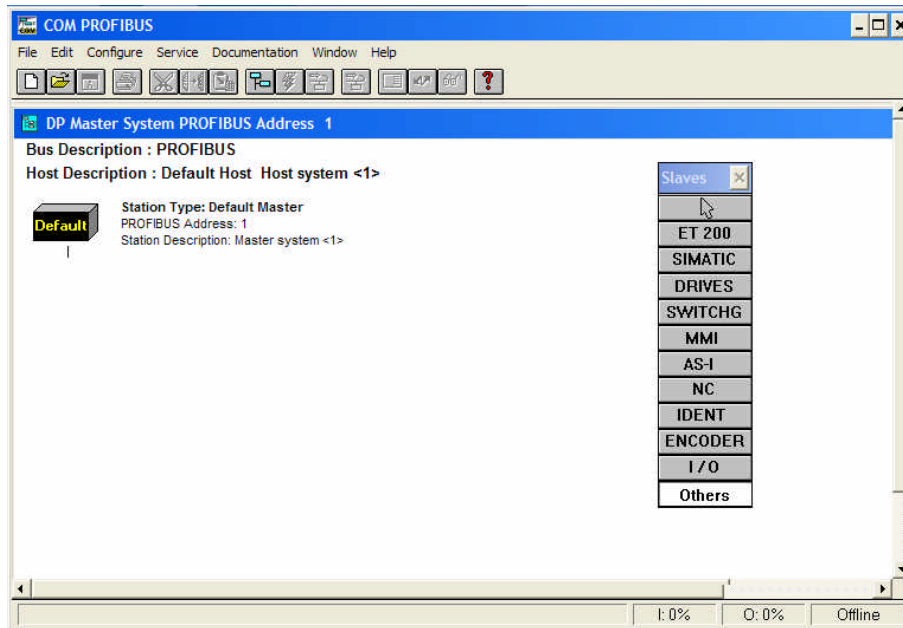 COM PROFIBUS
File Edit Configure Service Documentation Window Help
DP Master System PROFIBUS Address 1
Bus Description : PROFIBUS
Host Description : Default Host Host system <1>
Default
Station Type: Default Master
PROFIBUS Address: 1
Station Description: Master system <1>
Slaves
ET 200
SIMATIC
DRIVES
SWITCHG
MMI
AS-I
NC
IDENT
ENCODER
I / O
Others
I: 0% O: 0% Offline